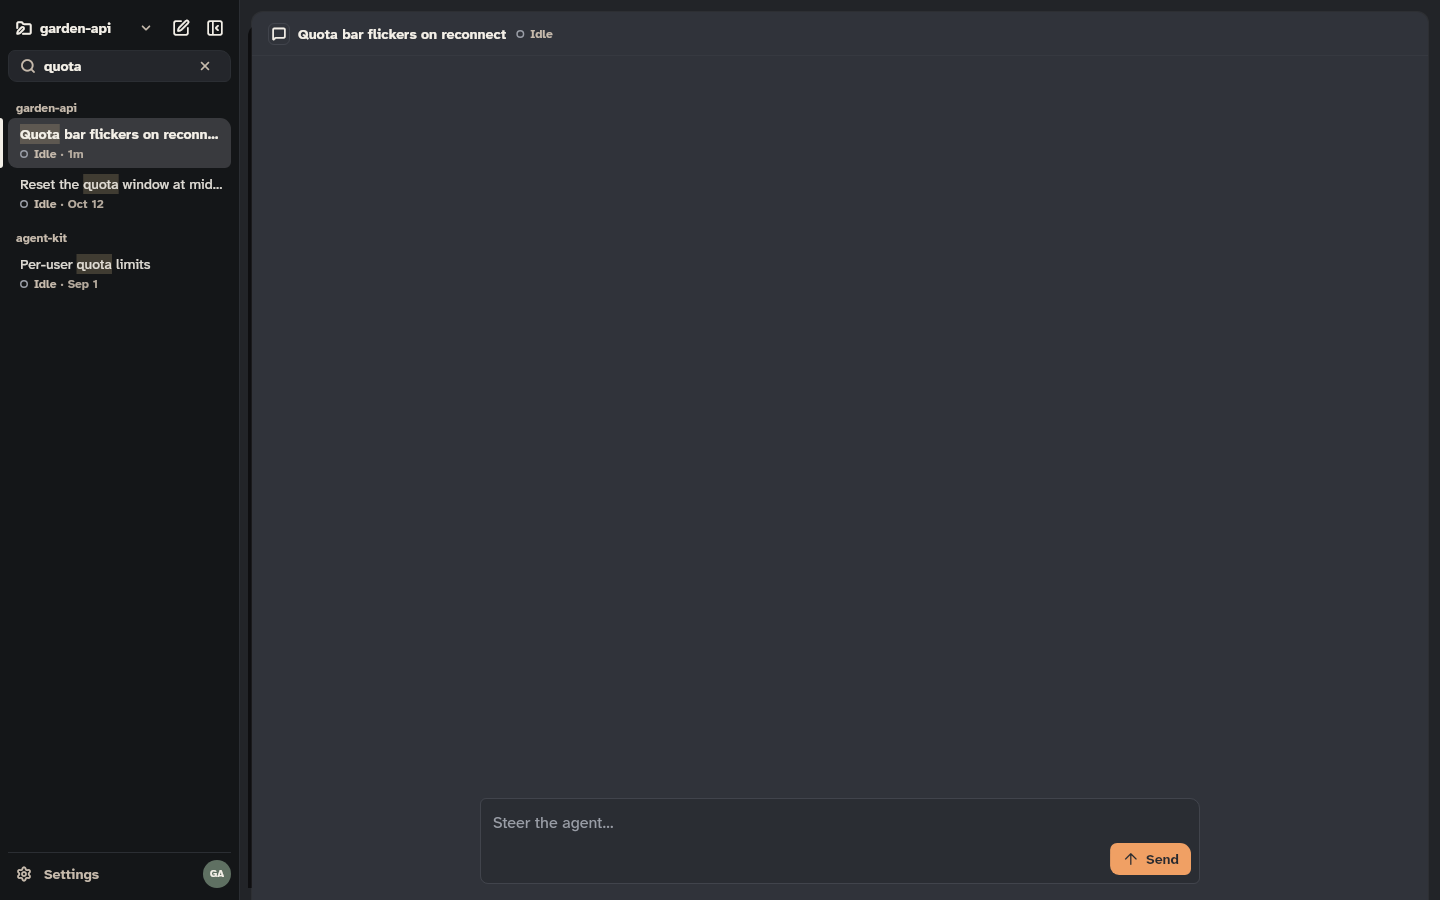 garden-api
quota
garden-api
Quota bar flickers on reconn...
Idle · 1m
Reset the quota window at mid...
Idle · Oct 12
agent-kit
Per-user quota limits
Idle · Sep 1
Settings
GA
Quota bar flickers on reconnect
Idle
Steer the agent...
Send